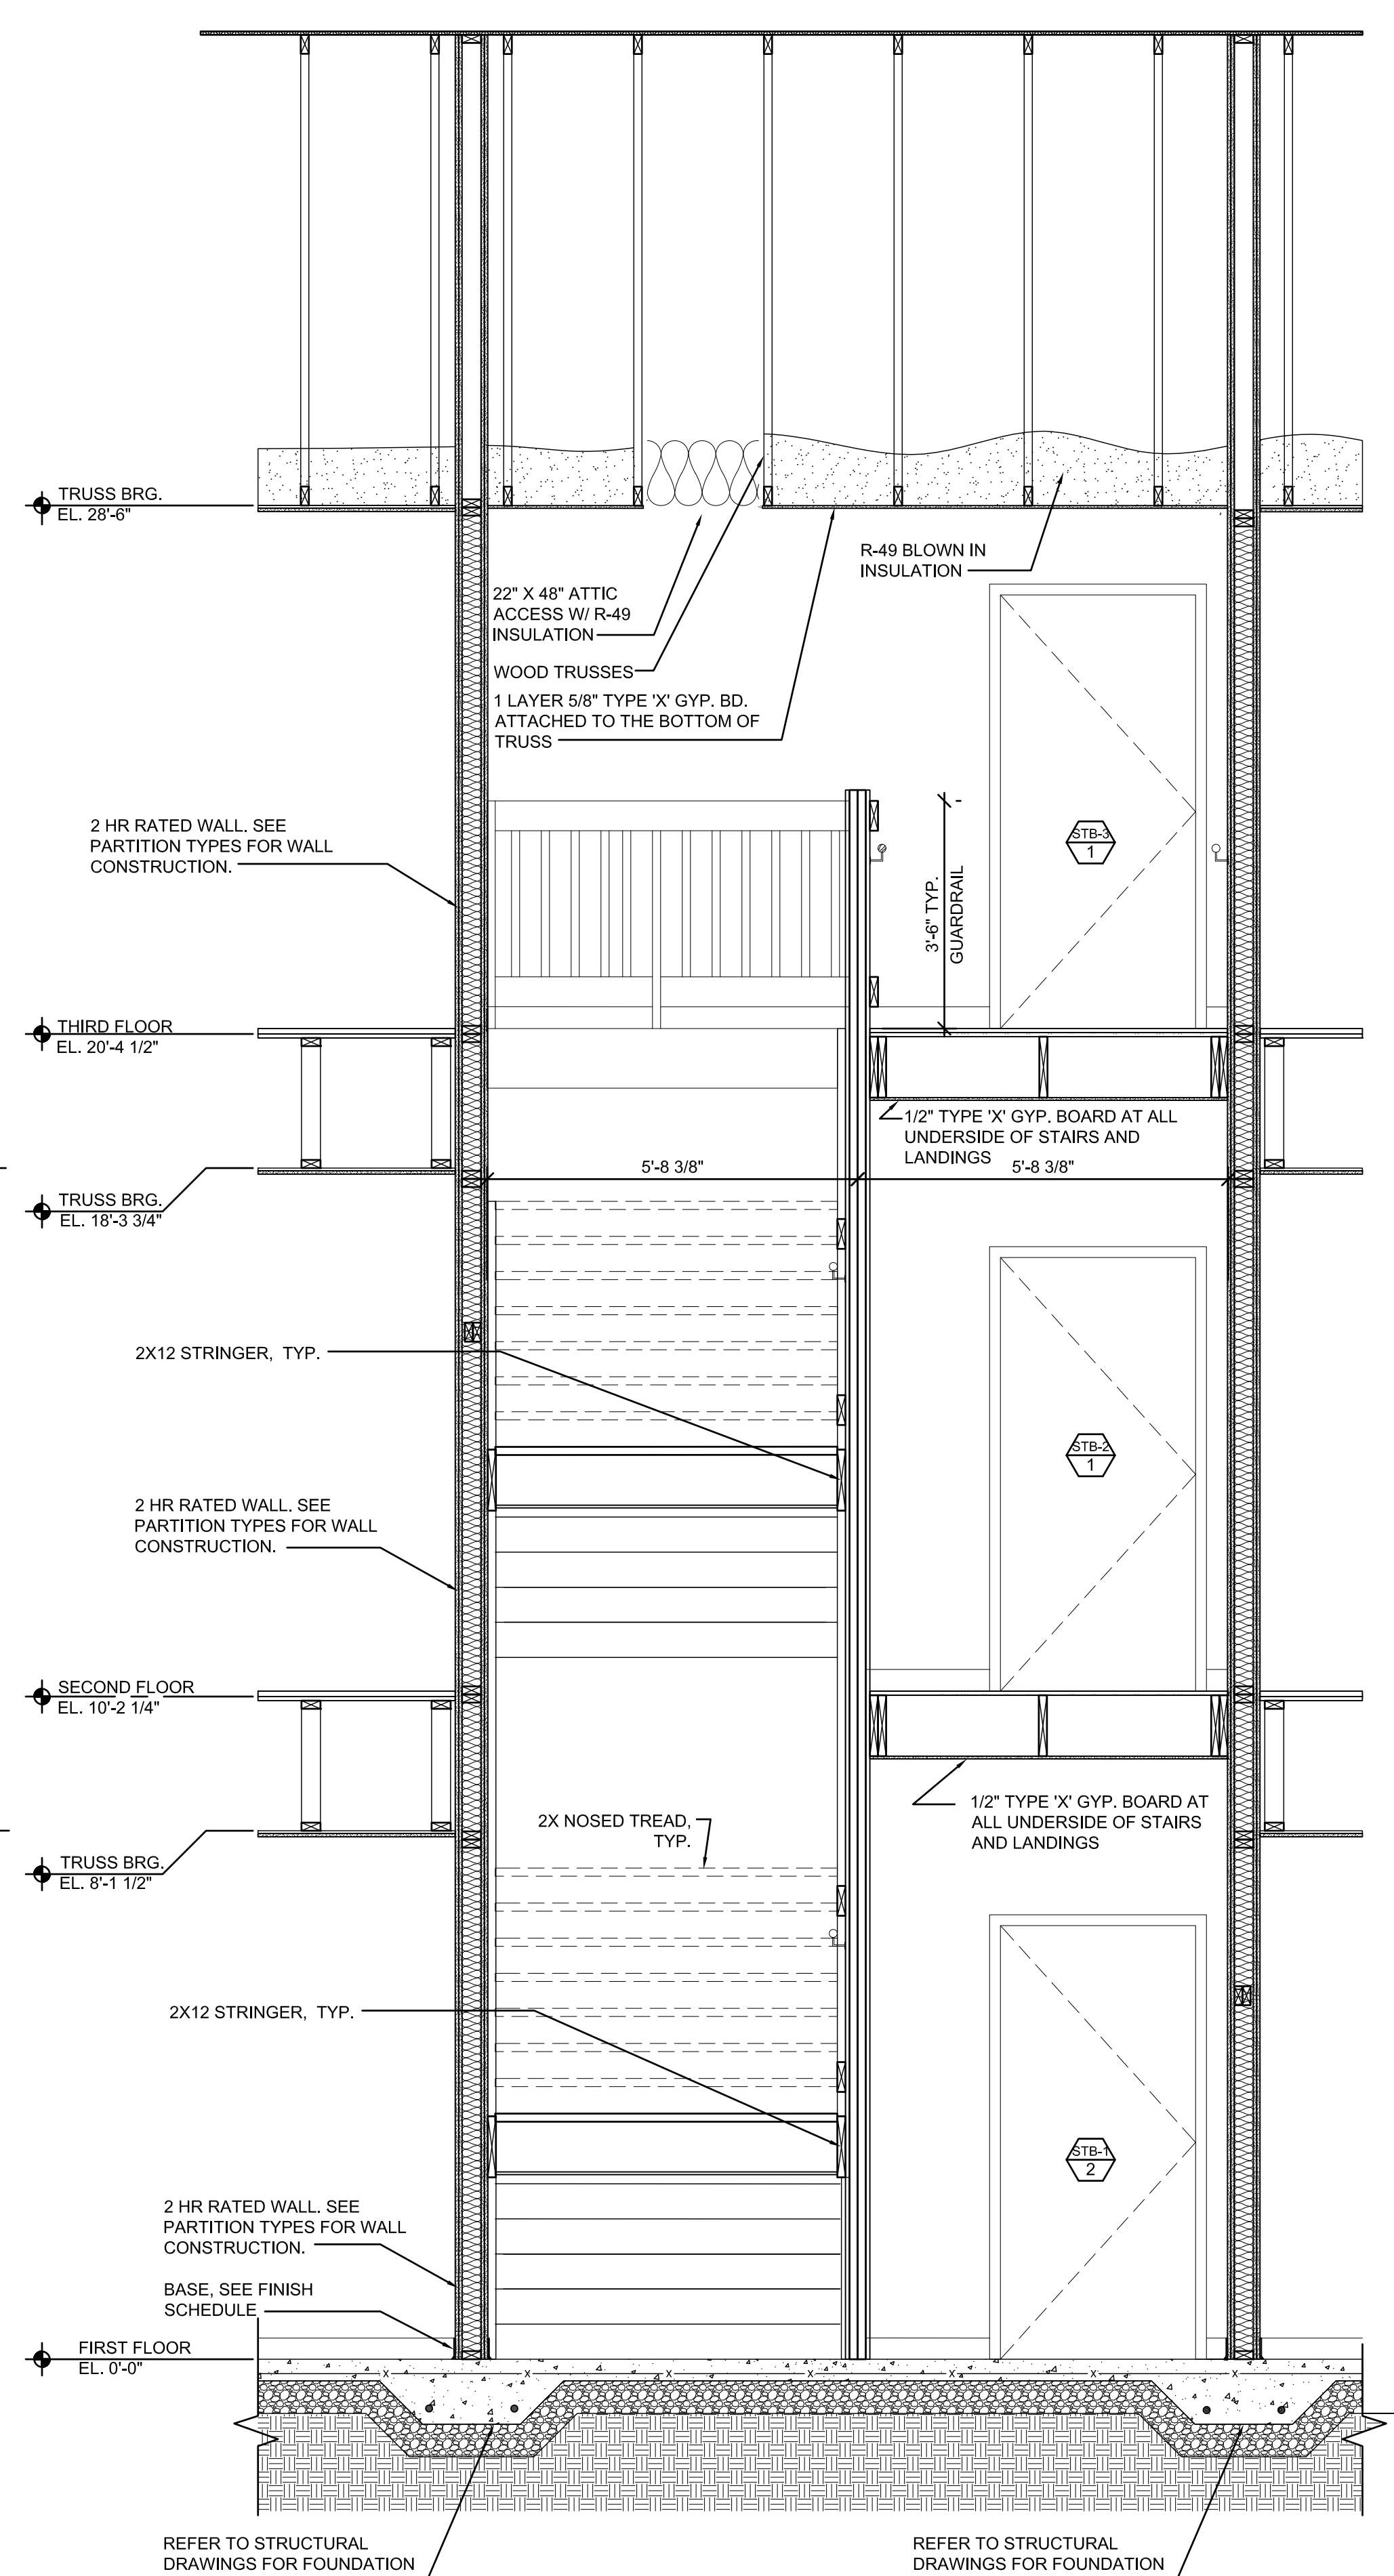 TRUSS BRG.
EL. 28'-6"
R-49 BLOWN IN
INSULATION
22" X 48" ATTIC
ACCESS W/ R-49
INSULATION
WOOD TRUSSES
1 LAYER 5/8" TYPE 'X' GYP. BD.
ATTACHED TO THE BOTTOM OF
TRUSS
2 HR RATED WALL. SEE
PARTITION TYPES FOR WALL
CONSTRUCTION.
STB-3
1
3'-6" TYP.
GUARDRAIL
THIRD FLOOR
EL. 20'-4 1/2"
1/2" TYPE 'X' GYP. BOARD AT ALL
UNDERSIDE OF STAIRS AND
LANDINGS
5'-8 3/8"
5'-8 3/8"
TRUSS BRG.
EL. 18'-3 3/4"
2X12 STRINGER, TYP.
STB-2
1
2 HR RATED WALL. SEE
PARTITION TYPES FOR WALL
CONSTRUCTION.
SECOND FLOOR
EL. 10'-2 1/4"
1/2" TYPE 'X' GYP. BOARD AT
ALL UNDERSIDE OF STAIRS
AND LANDINGS
2X NOSED TREAD,
TYP.
TRUSS BRG.
EL. 8'-1 1/2"
2X12 STRINGER, TYP.
STB-1
2
2 HR RATED WALL. SEE
PARTITION TYPES FOR WALL
CONSTRUCTION.
BASE, SEE FINISH
SCHEDULE
FIRST FLOOR
EL. 0'-0"
X X X X X X X
REFER TO STRUCTURAL
DRAWINGS FOR FOUNDATION
REFER TO STRUCTURAL
DRAWINGS FOR FOUNDATION